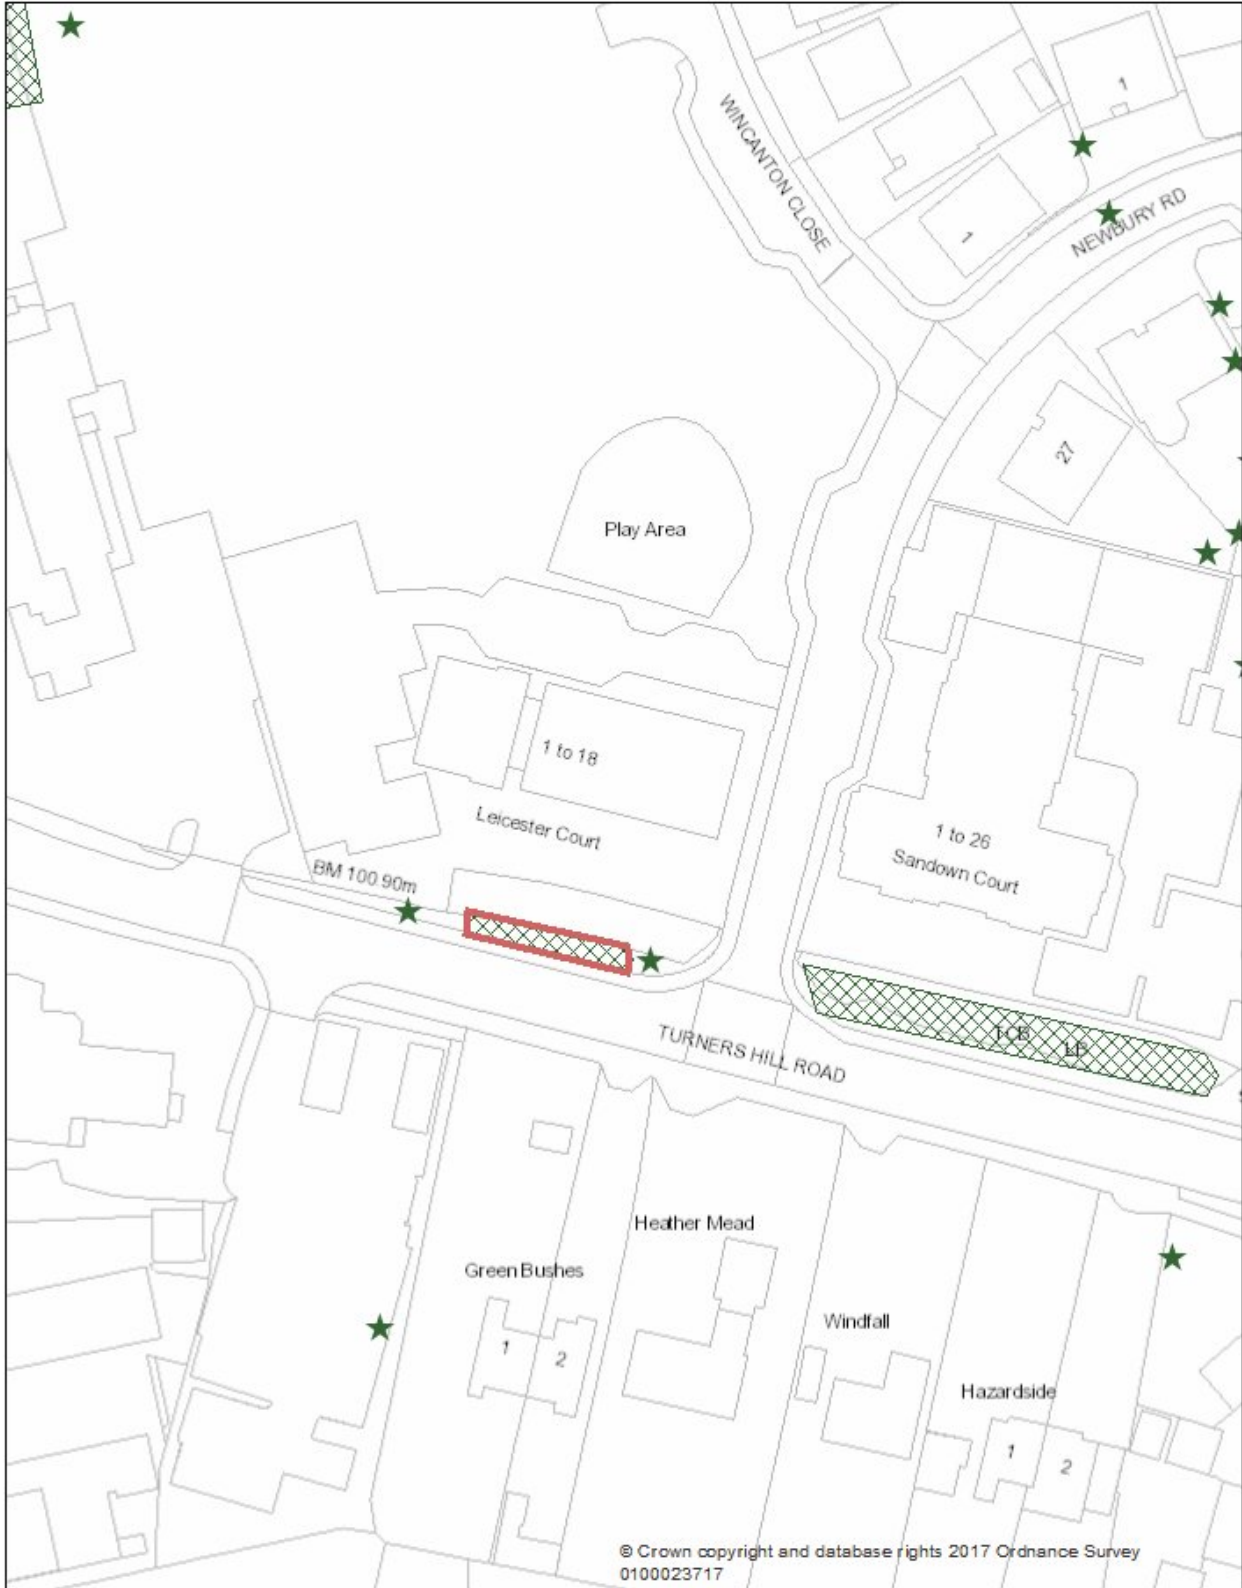 1
WINCANTON CLOSE
1
NEWBURY RD
27
Play Area
1 to 18
Leicester Court
1 to 26
Sandown Court
BM 100.90m
TCB
LB
TURNERS HILL ROAD
Heather Mead
Green Bushes
Windfall
1
2
Hazardside
1
2
© Crown copyright and database rights 2017 Ordnance Survey
0100023717